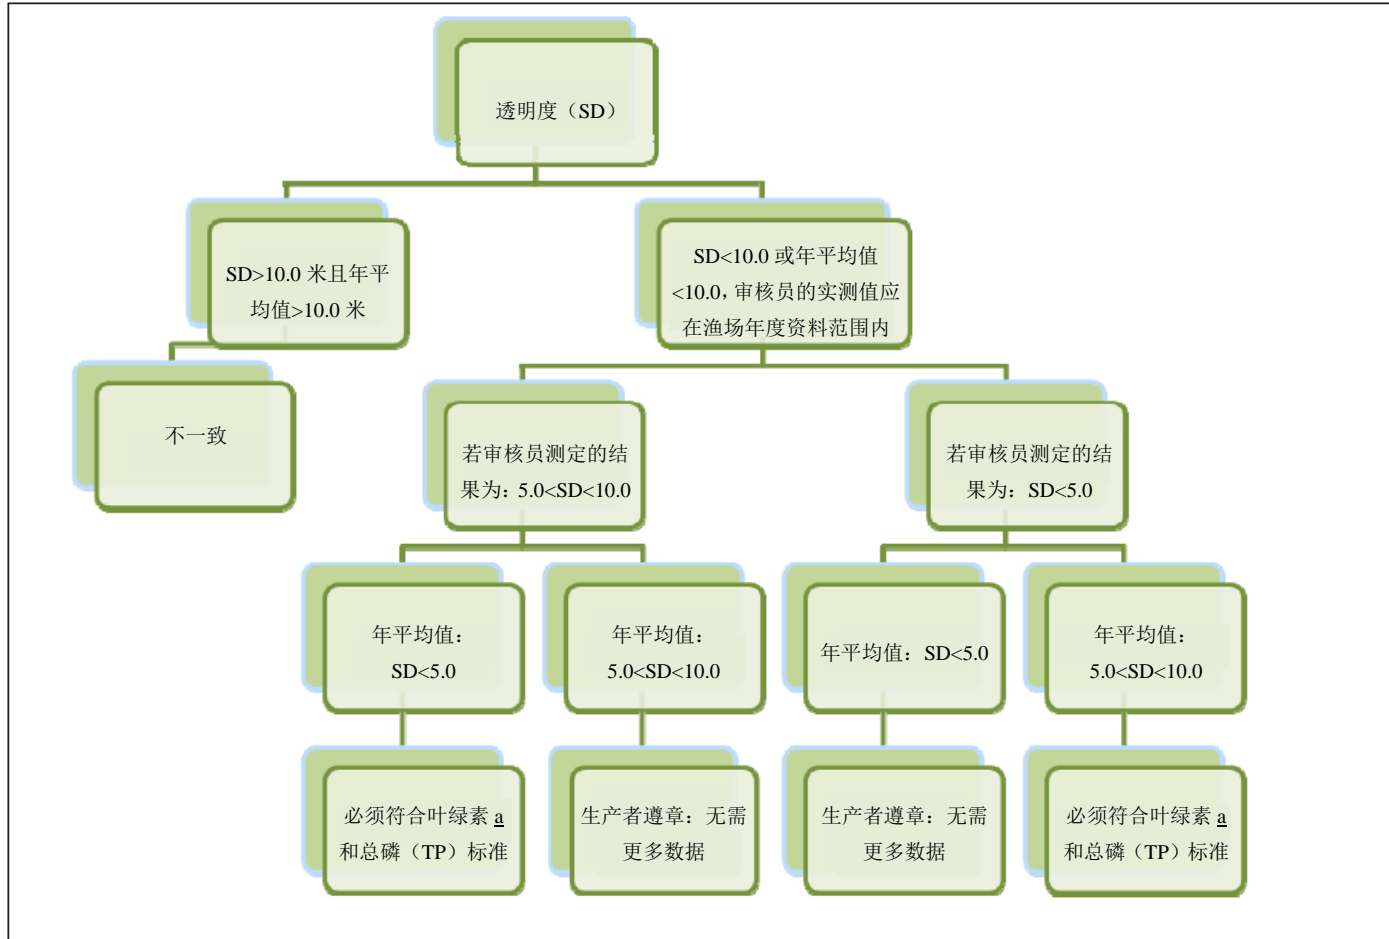 透明度（SD）
SD>10.0 米且年平
均值>10.0 米
SD<10.0 或年平均值
<10.0，审核员的实测值应
在渔场年度资料范围内
不一致
若审核员测定的结
果为：5.0<SD<10.0
若审核员测定的结
果为：SD<5.0
年平均值：
SD<5.0
年平均值：
5.0<SD<10.0
年平均值：SD<5.0
年平均值：
5.0<SD<10.0
必须符合叶绿素 a
和总磷（TP）标准
生产者遵章：无需
更多数据
生产者遵章：无需
更多数据
必须符合叶绿素 a
和总磷（TP）标准